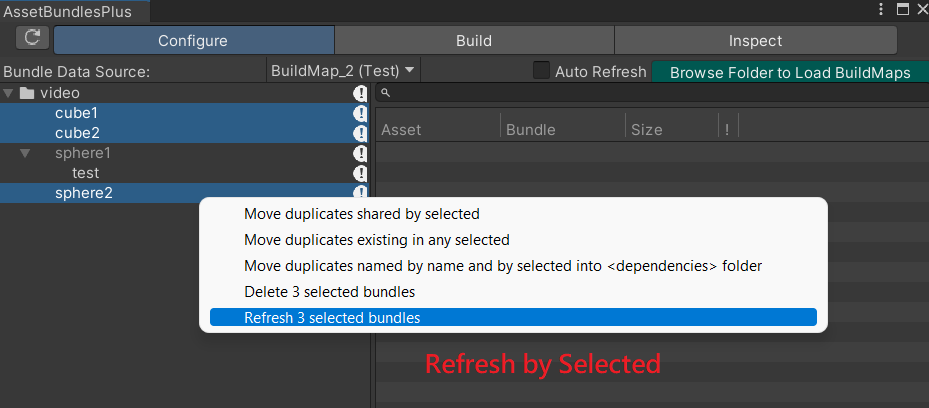 AssetBundlesPlus
Configure
Build
Inspect
Bundle Data Source:
BuildMap_2 (Test)
Auto Refresh
Browse Folder to Load BuildMaps
video
cube1
cube2
sphere1
test
sphere2
Asset
Bundle
Size
!
Move duplicates shared by selected
Move duplicates existing in any selected
Move duplicates named by name and by selected into <dependencies> folder
Delete 3 selected bundles
Refresh 3 selected bundles
Refresh by Selected